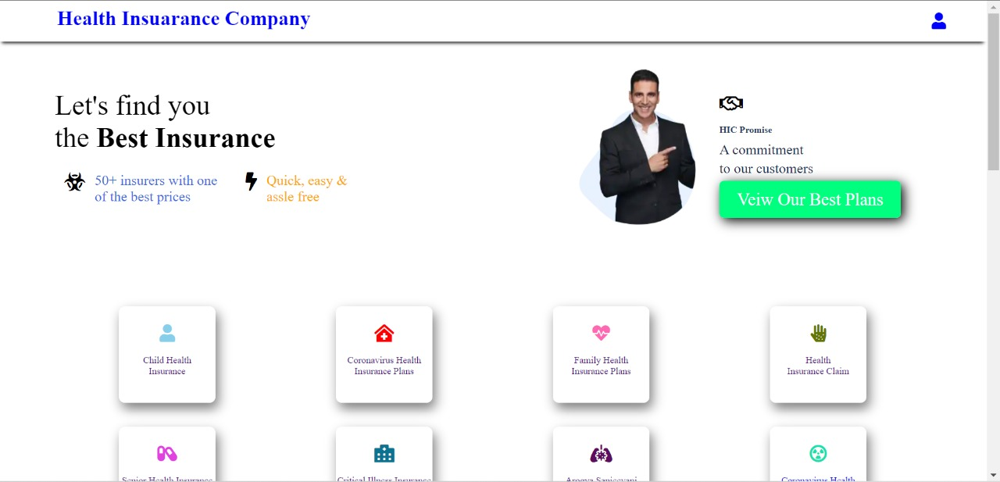 Health Insuarance Company
Let's find you
the Best Insurance
50+ insurers with one
of the best prices
Quick, easy &
assle free
HIC Promise
A commitment
to our customers
Veiw Our Best Plans
Child Health
Insurance
Coronavirus Health
Insurance Plans
Family Health
Insurance Plans
Health
Insurance Claim
Senior Health Insurance
Critical Illness Insurance
Arogya Sanjeevani
Coronavirus Health